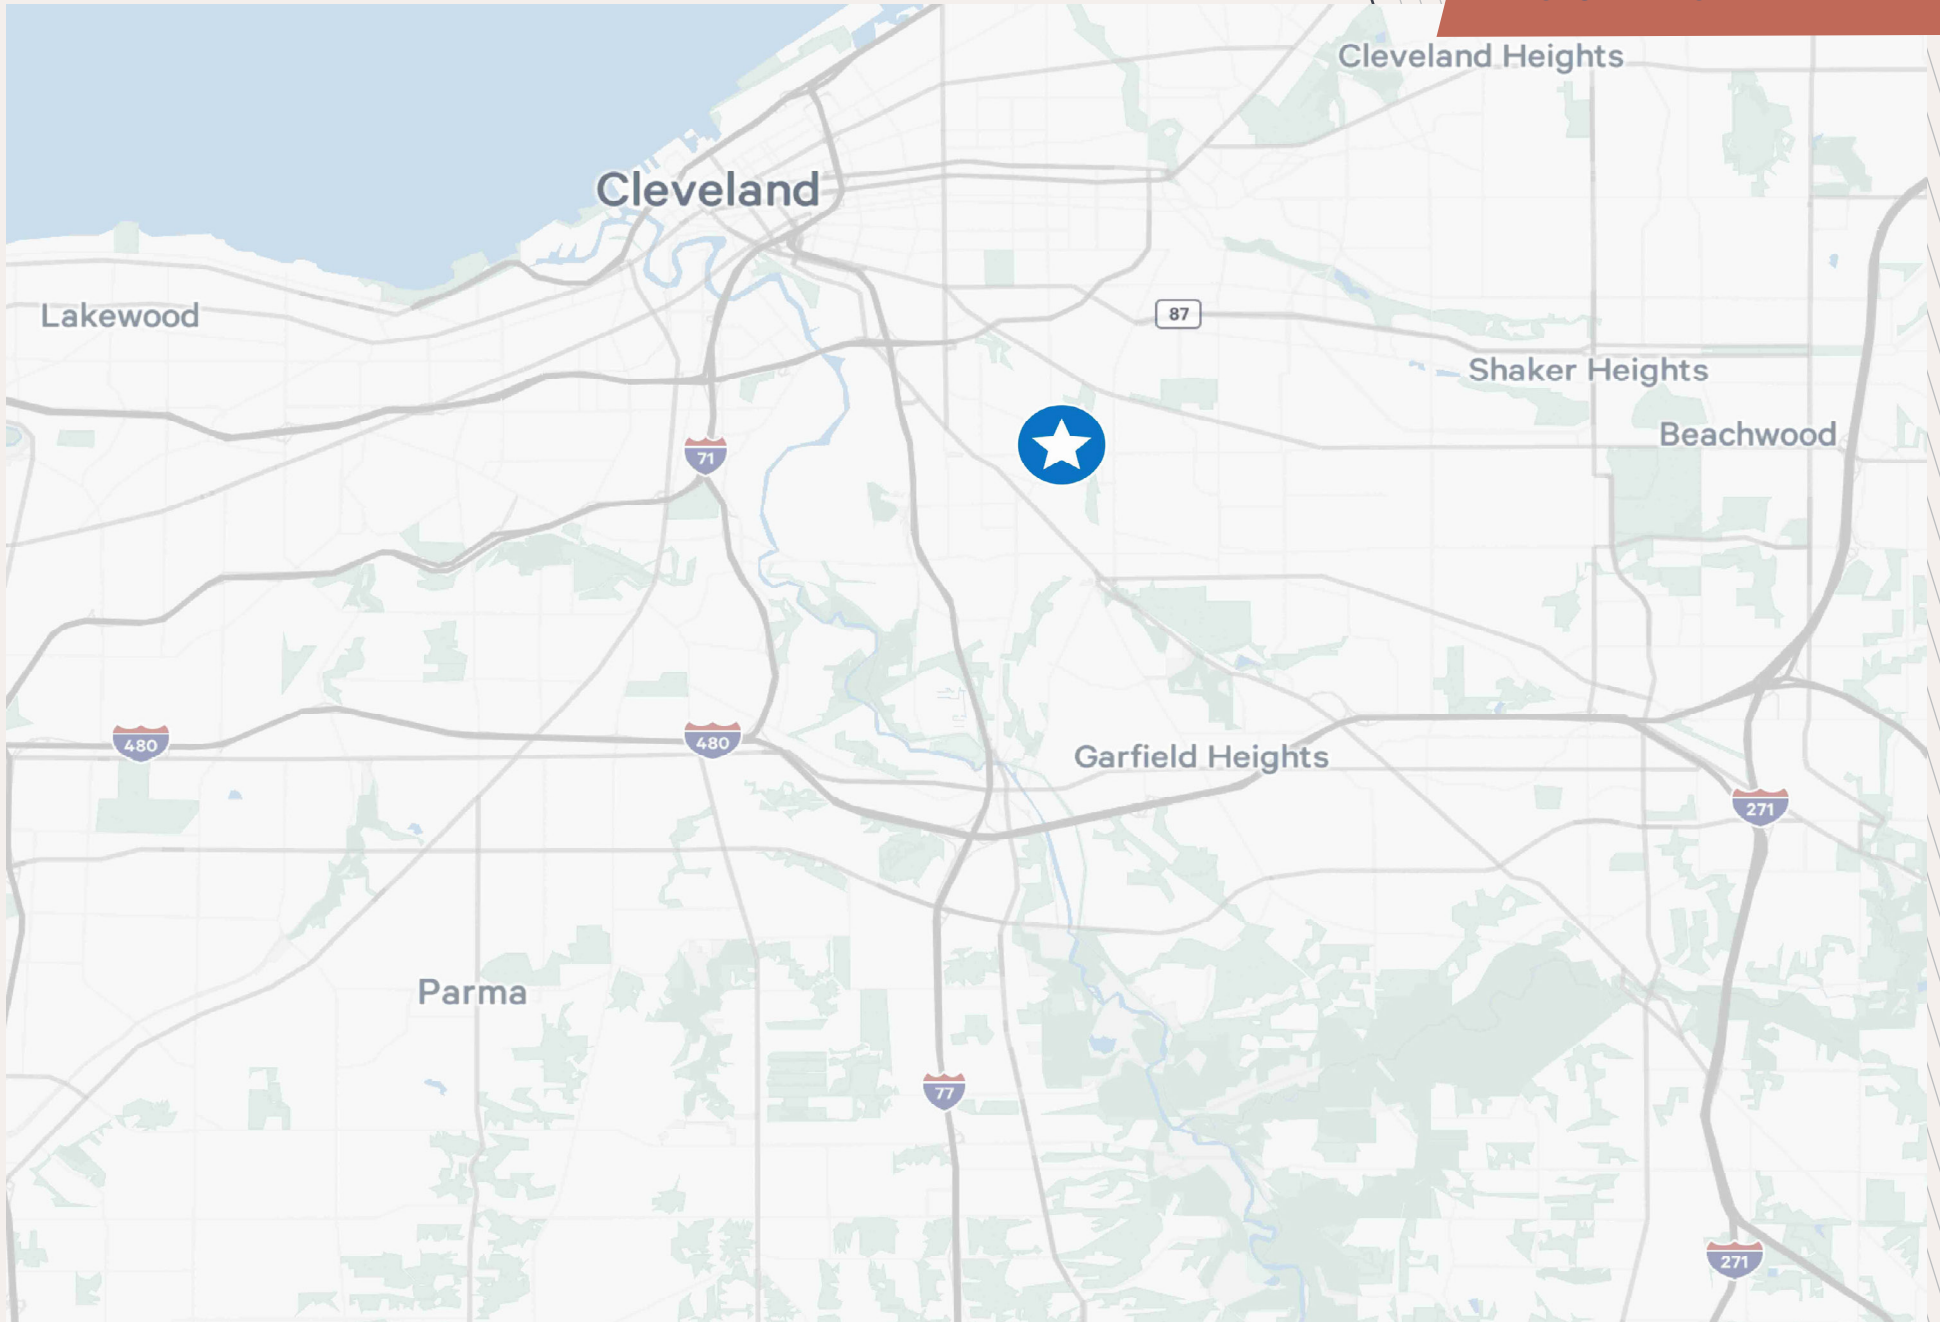 Cleveland Heights
Cleveland
Lakewood
87
Shaker Heights
Beachwood
71
480
480
Garfield Heights
271
Parma
77
271